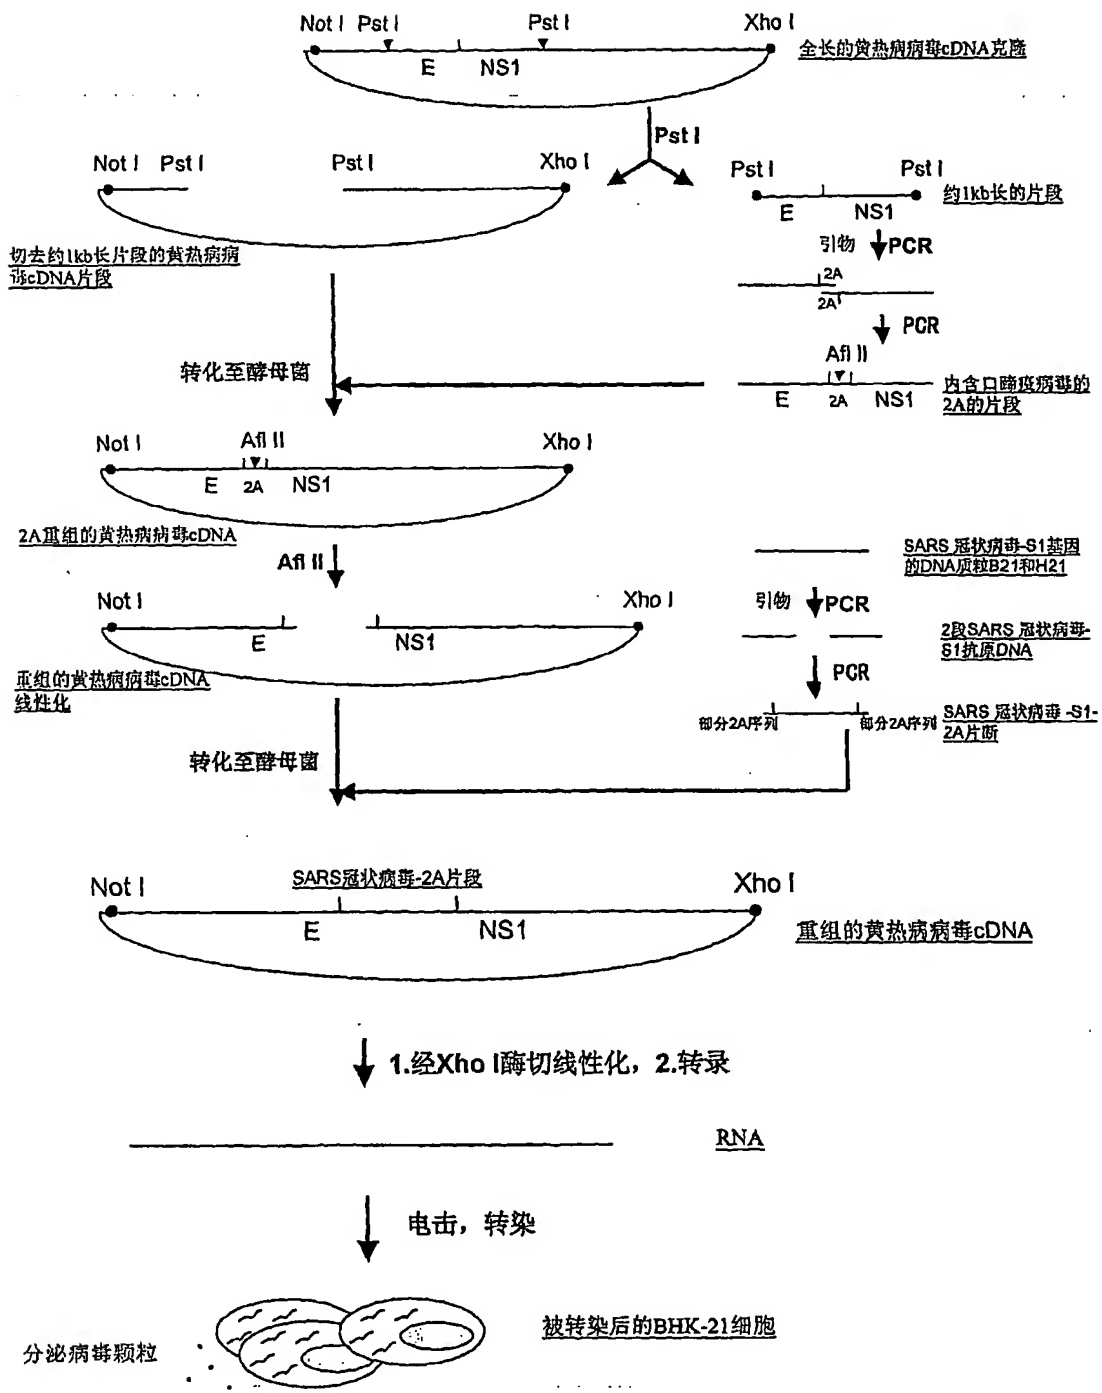 Not I Pst I Pst I Xho I
全长的黄热病病毒cDNA克隆
E NS1
Pst I
Not I Pst I Pst I Xho I
Pst I Pst I
约1kb长的片段
E NS1
切去约1kb长片段的黄热病病
毒cDNA片段
引物 PCR
2A
2A
PCR
Afl II
转化至酵母菌
E 2A NS1
内含口蹄疫病毒的
2A的片段
Not I Afl II Xho I
E 2A NS1
2A重组的黄热病病毒cDNA
Afl II
SARS 冠状病毒-S1基因
的DNA质粒B21和H21
引物 PCR
Not I Xho I
E NS1
2段SARS 冠状病毒-
S1抗原DNA
重组的黄热病病毒cDNA
线性化
PCR
部分2A序列 部分2A序列
SARS 冠状病毒 -S1-
2A片断
转化至酵母菌
Not I SARS冠状病毒-2A片段 Xho I
E NS1
重组的黄热病病毒cDNA
1.经Xho I酶切线性化，2.转录
RNA
电击，转染
被转染后的BHK-21细胞
分泌病毒颗粒